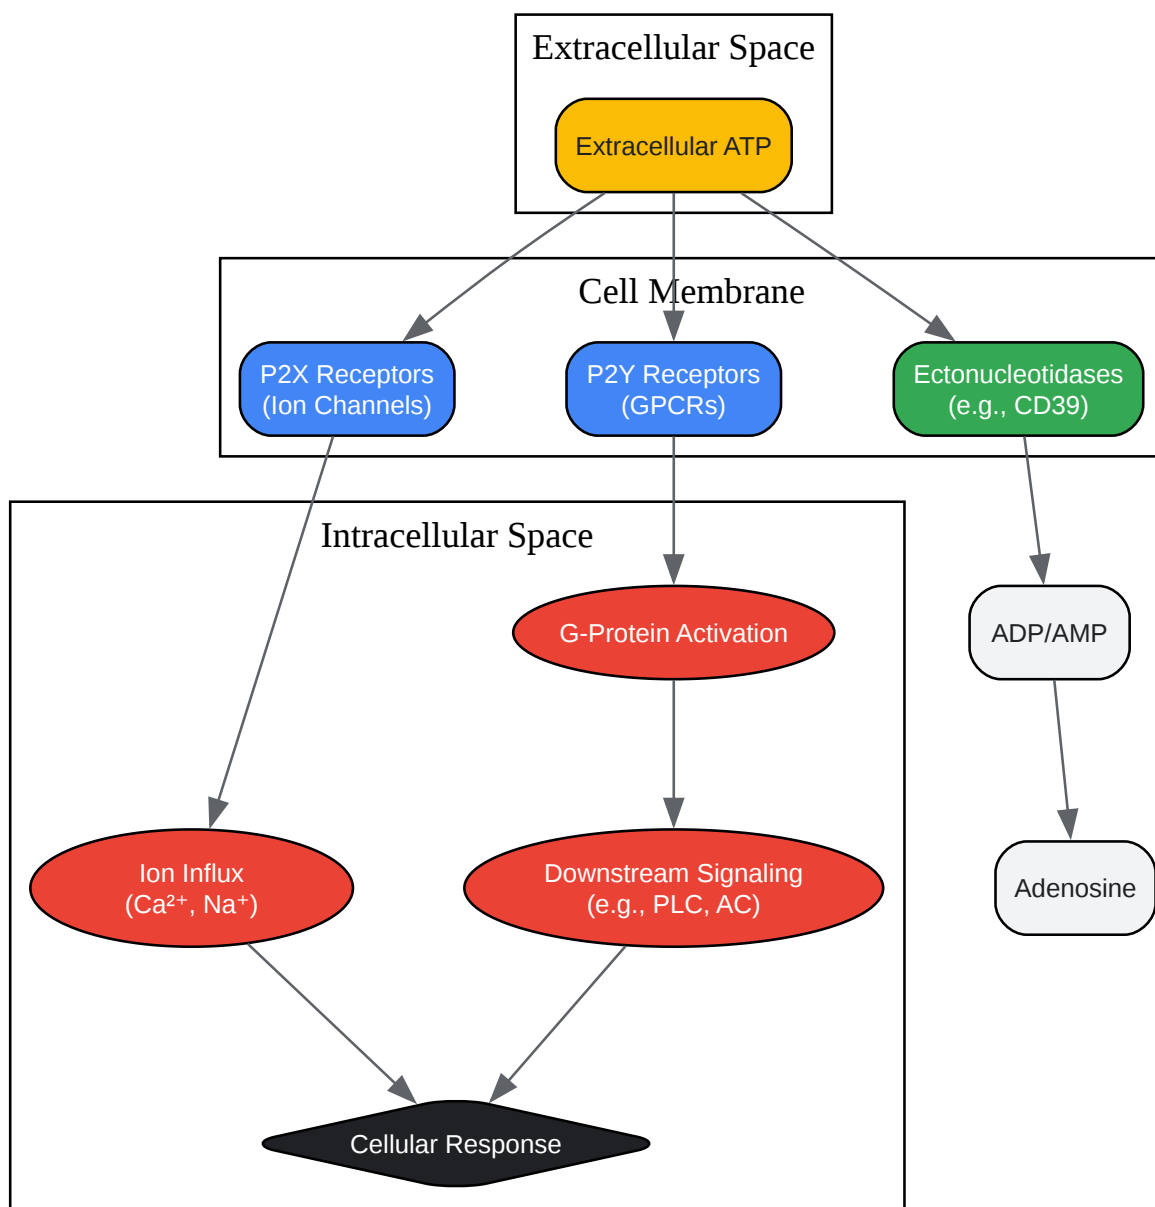 Extracellular Space
Extracellular ATP
Cell Membrane
P2X Receptors
(Ion Channels)
P2Y Receptors
(GPCRs)
Ectonucleotidases
(e.g., CD39)
Intracellular Space
G-Protein Activation
ADP/AMP
Ion Influx
(Ca²⁺, Na⁺)
Downstream Signaling
(e.g., PLC, AC)
Adenosine
Cellular Response